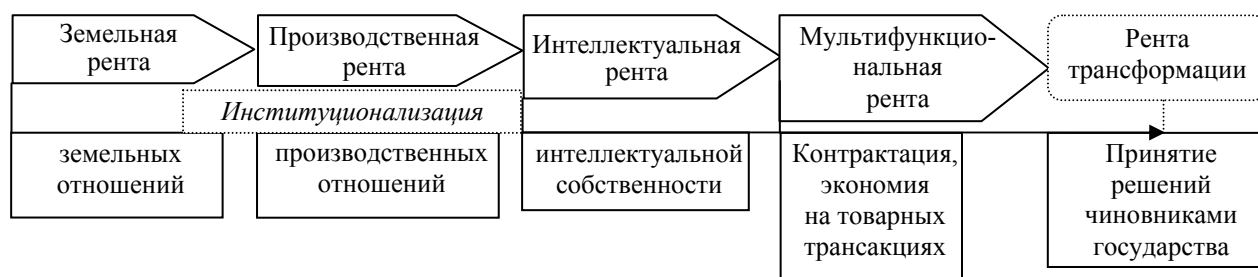 Земельная
рента
Производственная
рента
Интеллектуальная
рента
Мультифункцио-
нальная
рента
Рента
трансформации
Институционализация
земельных
отношений
производственных
отношений
интеллектуальной
собственности
Контрактация,
экономия
на товарных
трансакциях
Принятие
решений
чиновниками
государства